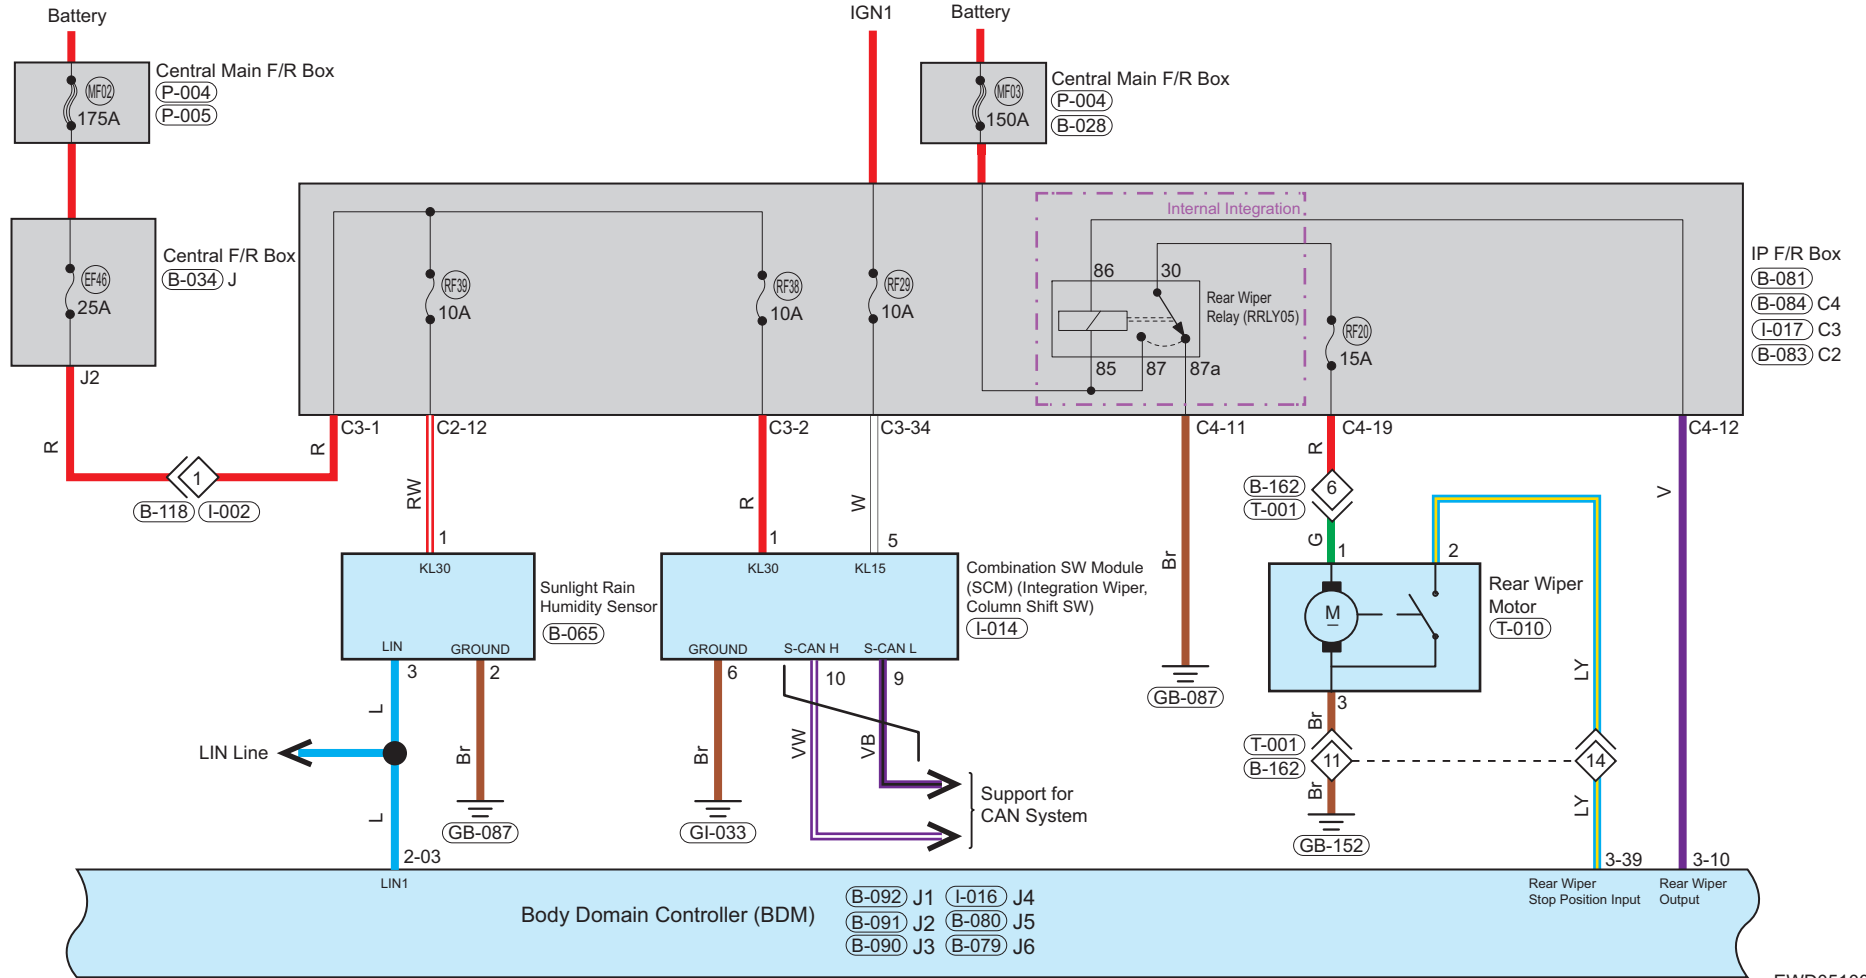 Battery
IGN1
Battery
MF02
175A
Central Main F/R Box
P-004
P-005
MF03
150A
Central Main F/R Box
P-004
B-028
Internal Integration
EF46
25A
Central F/R Box
B-034 J
J2
RF39
10A
RF38
10A
RF29
10A
86
30
Rear Wiper
Relay (RRLY05)
85
87
87a
RF20
15A
IP F/R Box
B-081
B-084 C4
I-017 C3
B-083 C2
C3-1
C2-12
C3-2
C3-34
C4-11
C4-19
C4-12
R
R
RW
R
W
Br
R
V
1
B-118 I-002
B-162
T-001
6
G
1
1
5
1
2
KL30
Sunlight Rain
Humidity Sensor
B-065
LIN
GROUND
3
2
KL30
KL15
Combination SW Module
(SCM) (Integration Wiper,
Column Shift SW)
I-014
GROUND
S-CAN H
S-CAN L
6
10
9
GB-087
M
Rear Wiper
Motor
T-010
3
L
Br
Br
VW
VB
Br
LY
LIN Line
T-001
B-162
11
14
Support for
CAN System
L
Br
LY
GB-087
GI-033
GB-152
2-03
3-39
3-10
LIN1
Body Domain Controller (BDM)
B-092 J1 I-016 J4
B-091 J2 B-080 J5
B-090 J3 B-079 J6
Rear Wiper
Stop Position Input
Rear Wiper
Output